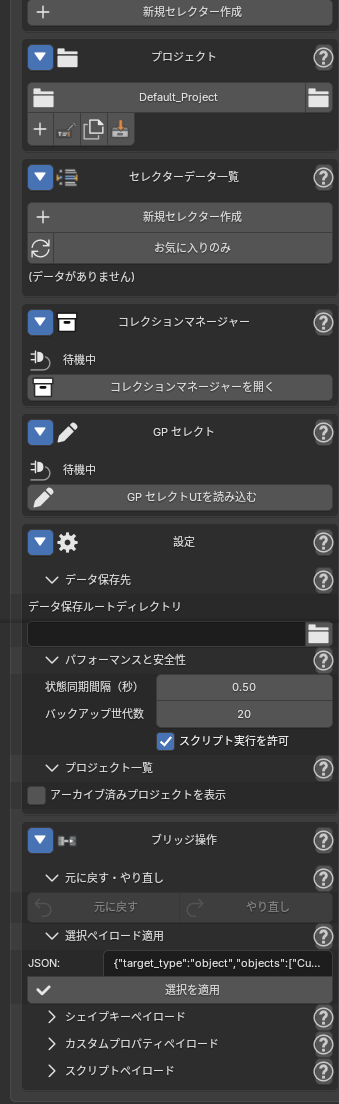 新規セレクター作成
プロジェクト
Default_Project
セレクターデータ一覧
新規セレクター作成
お気に入りのみ
(データがありません)
コレクションマネージャー
待機中
コレクションマネージャーを開く
GP セレクト
待機中
GP セレクトUIを読み込む
設定
データ保存先
データ保存ルートディレクトリ
パフォーマンスと安全性
状態同期間隔（秒） 0.50
バックアップ世代数 20
スクリプト実行を許可
プロジェクト一覧
アーカイブ済みプロジェクトを表示
ブリッジ操作
元に戻す・やり直し
元に戻す やり直し
選択ペイロード適用
JSON: {"target_type":"object","objects":["Cu...
選択を適用
シェイプキーペイロード
カスタムプロパティペイロード
スクリプトペイロード